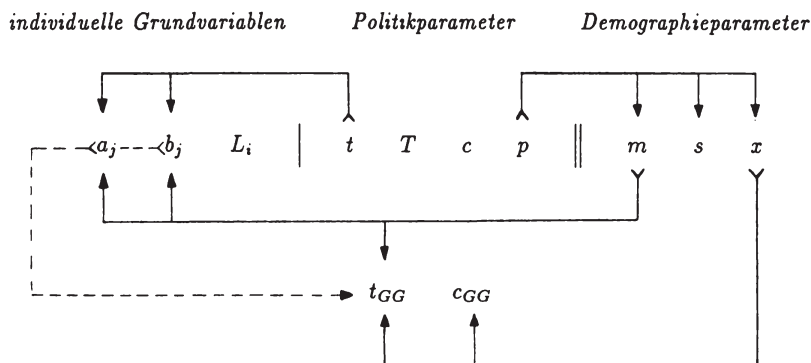 individuelle Grundvariablen Politikparameter Demographieparameter
a_j b_j L_i | t T c p || m s x
t_GG c_GG